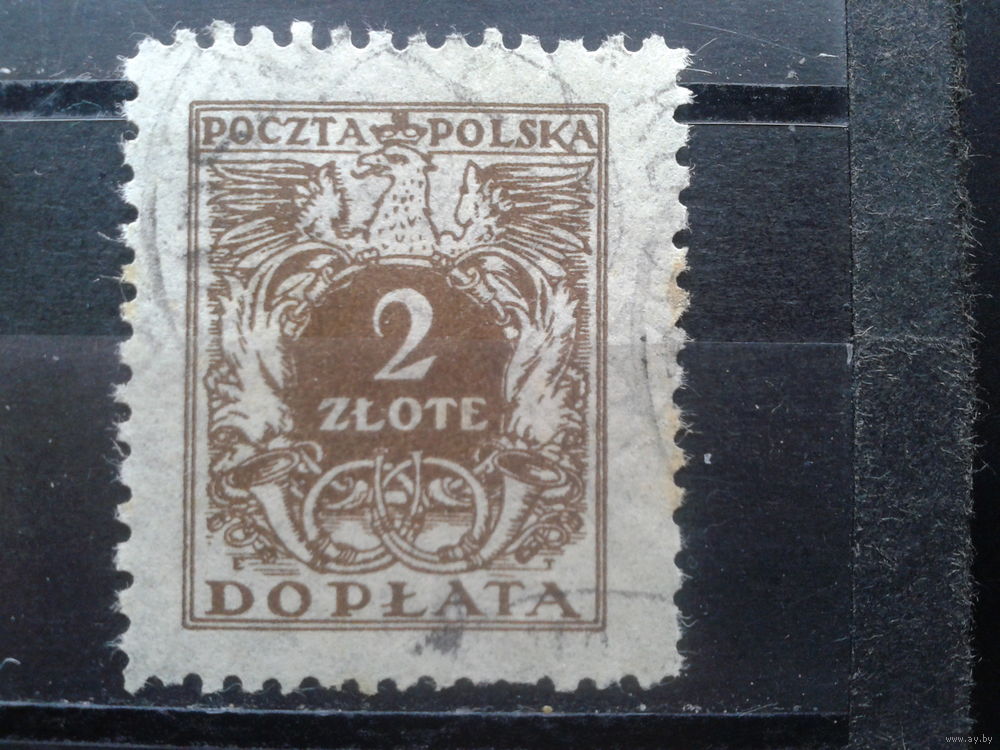 POCZTA POLSKA
2
ZŁOTE
E T
DOPŁATA
www.ay.by